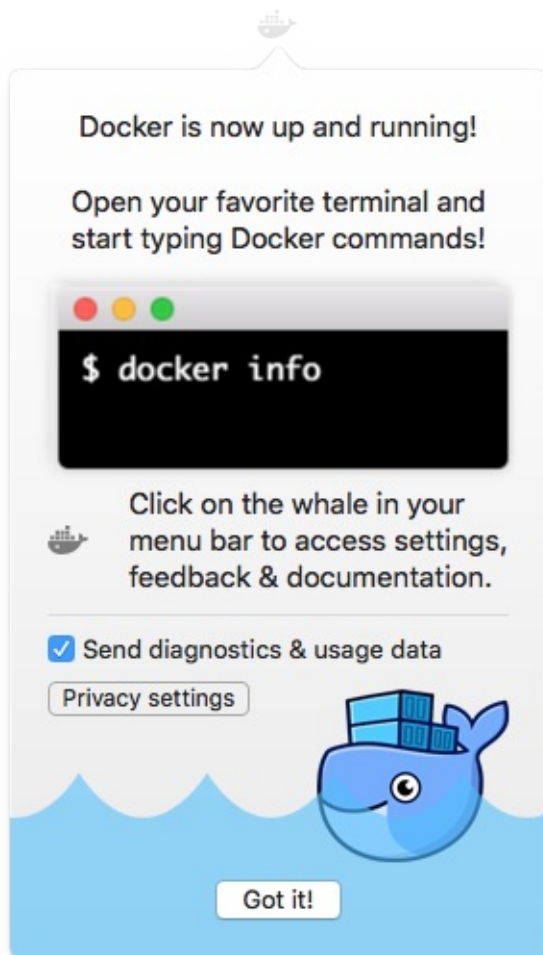 Docker is now up and running!
Open your favorite terminal and
start typing Docker commands!
$ docker info
Click on the whale in your
menu bar to access settings,
feedback & documentation.
Send diagnostics & usage data
Privacy settings
Got it!